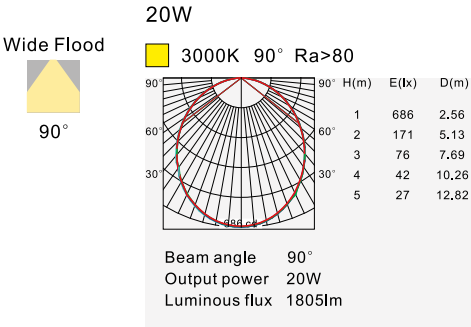 20W
Wide Flood
90°
3000K 90° Ra>80
90° 90° H(m) E(lx) D(m)
1 686 2.56
60° 60° 2 171 5.13
3 76 7.69
30° 30° 4 42 10.26
5 27 12.82
686 cd
Beam angle 90°
Output power 20W
Luminous flux 1805lm